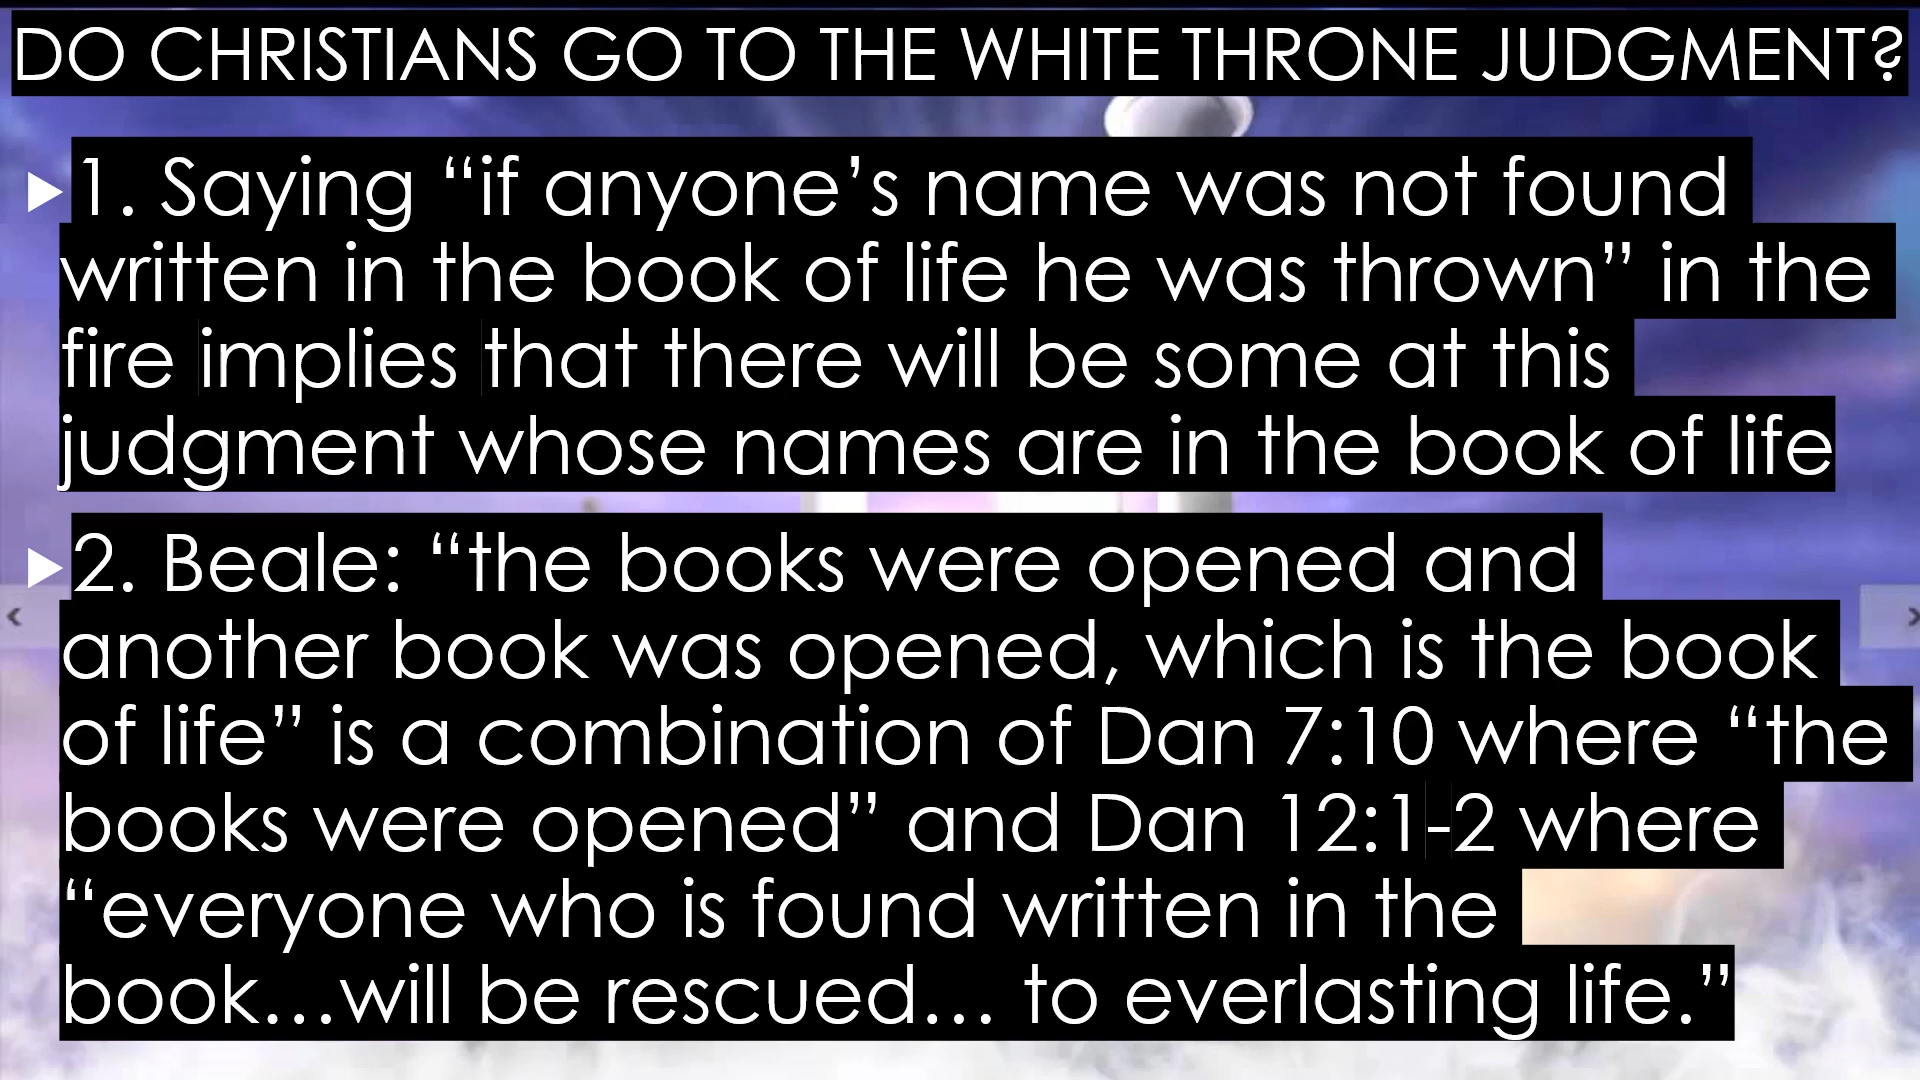 DO CHRISTIANS GO TO THE WHITE THRONE JUDGMENT?
1. Saying “if anyone’s name was not found
written in the book of life he was thrown” in the
fire implies that there will be some at this
judgment whose names are in the book of life
2. Beale: “the books were opened and
another book was opened, which is the book
of life” is a combination of Dan 7:10 where “the
books were opened” and Dan 12:1-2 where
“everyone who is found written in the
book…will be rescued… to everlasting life.”